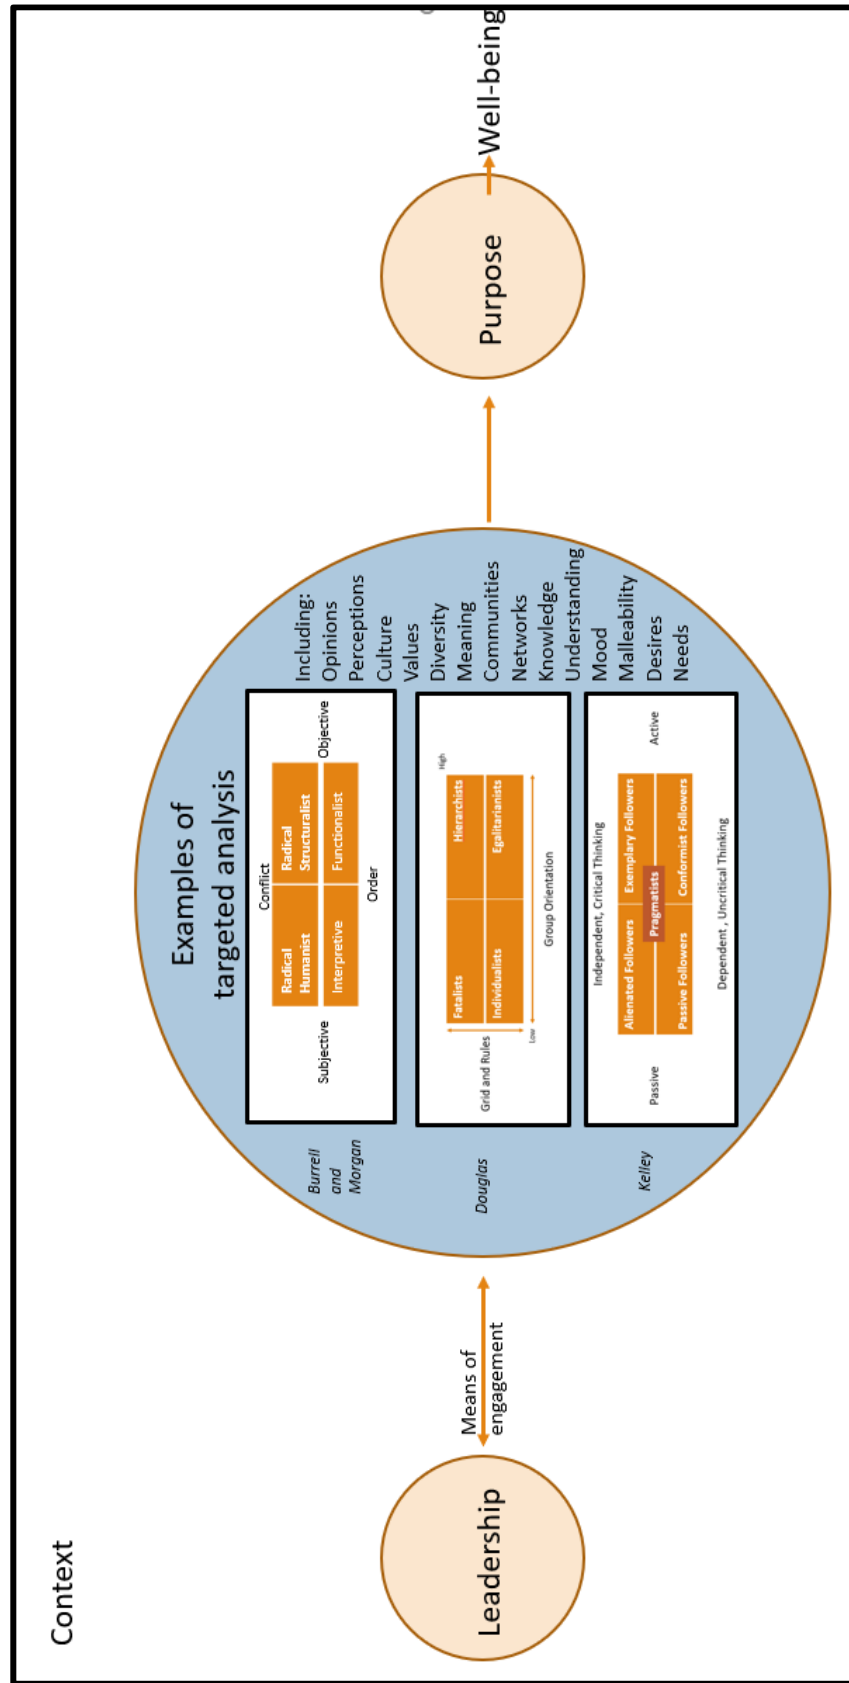 Context
Leadership
Means of
engagement
Examples of
targeted analysis
Burrell
and
Morgan
Conflict
Subjective
Radical
Humanist
Radical
Structuralist
Interpretive
Functionalist
Objective
Order
Douglas
Grid and Rules
High
Fatalists
Hierarchists
Individualists
Egalitarianists
Low
Group Orientation
Kelley
Independent, Critical Thinking
Passive
Alienated Followers
Exemplary Followers
Pragmatists
Passive Followers
Conformist Followers
Active
Dependent , Uncritical Thinking
Including:
Opinions
Perceptions
Culture
Values
Diversity
Meaning
Communities
Networks
Knowledge
Understanding
Mood
Malleability
Desires
Needs
Purpose
Well-being